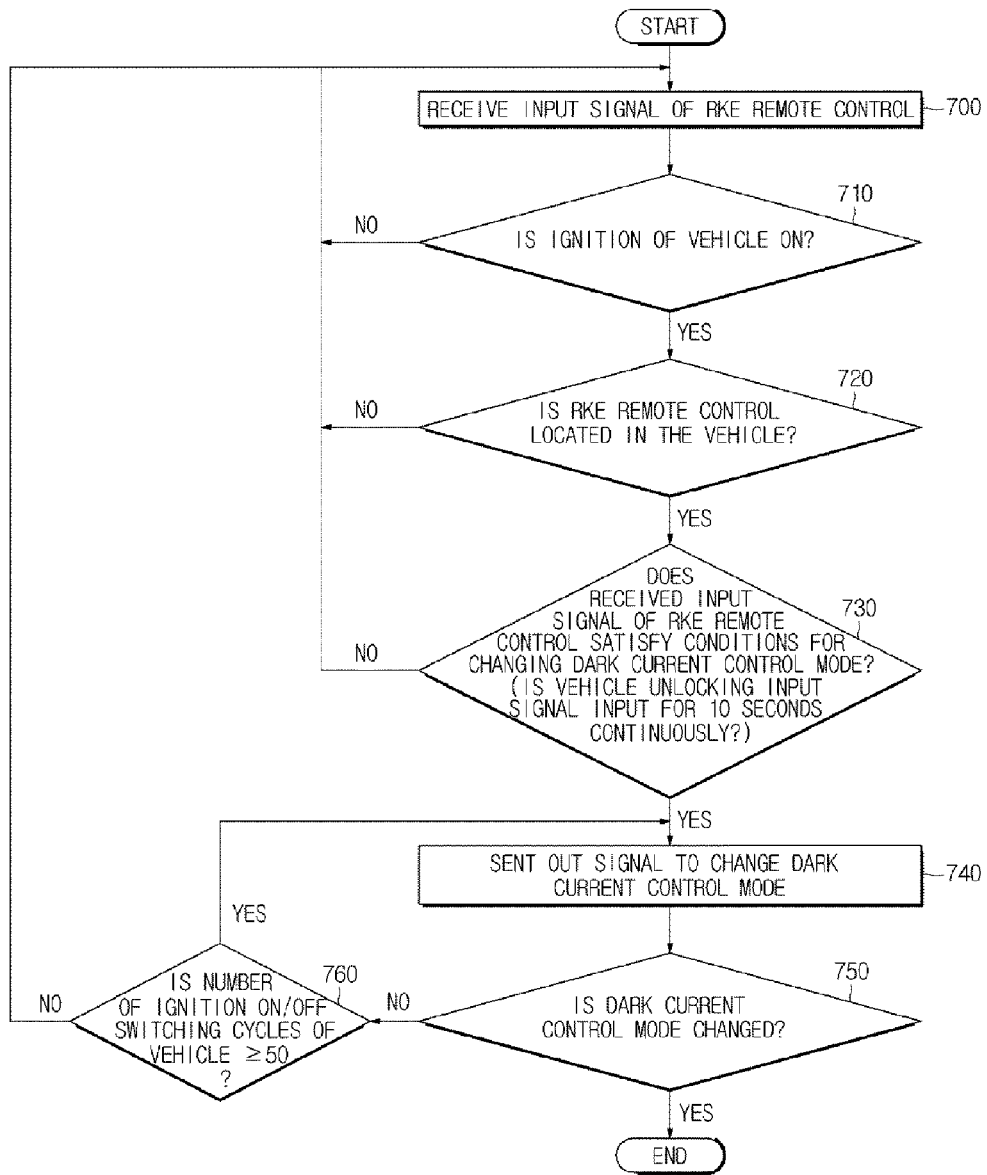 START
RECEIVE INPUT SIGNAL OF RKE REMOTE CONTROL
700
710
NO
IS IGNITION OF VEHICLE ON?
YES
720
NO
IS RKE REMOTE CONTROL
LOCATED IN THE VEHICLE?
YES
DOES
RECEIVED INPUT
SIGNAL OF RKE REMOTE
CONTROL SATISFY CONDITIONS FOR
CHANGING DARK CURRENT CONTROL MODE?
(IS VEHICLE UNLOCKING INPUT
SIGNAL INPUT FOR 10 SECONDS
CONTINUOUSLY?)
730
NO
YES
SENT OUT SIGNAL TO CHANGE DARK
CURRENT CONTROL MODE
740
YES
IS NUMBER
OF IGNITION ON/OFF
SWITCHING CYCLES OF
VEHICLE ≥50
?
760
NO
NO
750
IS DARK CURRENT
CONTROL MODE CHANGED?
YES
END